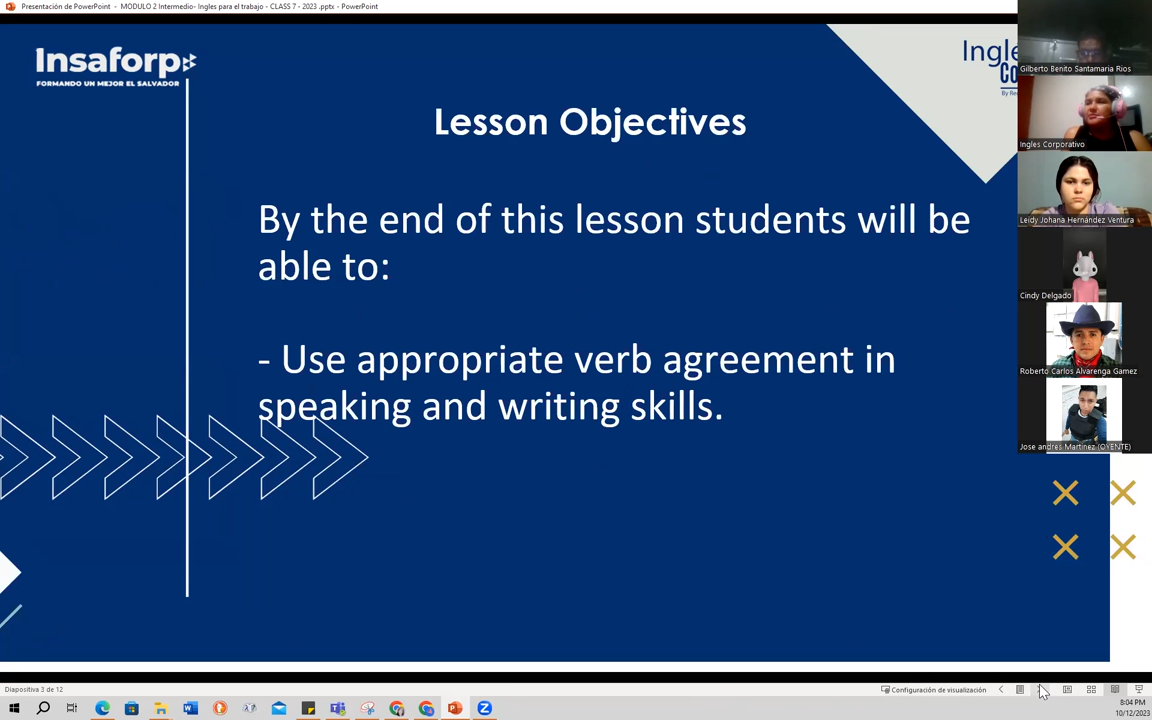 Presentación de PowerPoint - MODULO 2 Intermedio- Ingles para el trabajo - CLASS 7 - 2023 .pptx - PowerPoint
Insaforp
FORMANDO UN MEJOR EL SALVADOR
Lesson Objectives
By the end of this lesson students will be
able to:
- Use appropriate verb agreement in
speaking and writing skills.
Gilberto Benito Santamaria Rios
Ingles Corporativo
Leidy Johana Hernández Ventura
Cindy Delgado
Roberto Carlos Alvarenga Gamez
Jose andres Martinez (OYENTE)
Diapositiva 3 de 12
Configuración de visualización
8:04 PM
10/12/2023